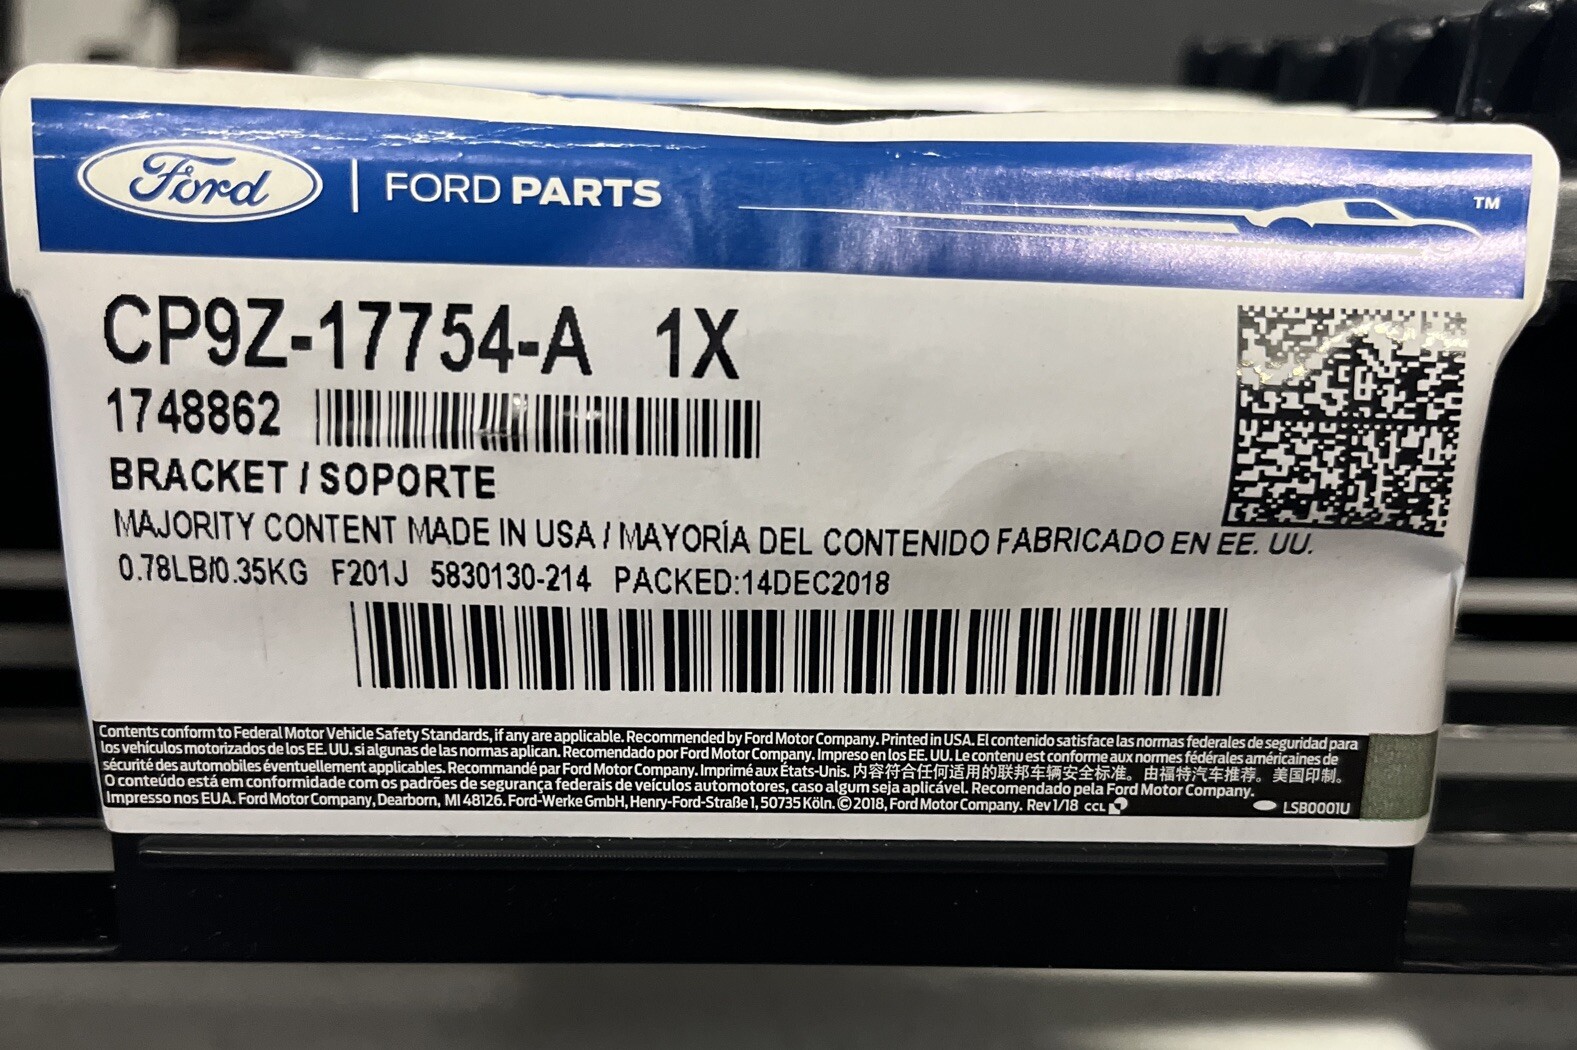 Ford | FORD PARTS ™
CP9Z-17754-A 1X
1748862
BRACKET / SOPORTE
MAJORITY CONTENT MADE IN USA / MAYORÍA DEL CONTENIDO FABRICADO EN EE. UU.
0.78LB/0.35KG F201J 5830130-214 PACKED:14DEC2018
Contents conform to Federal Motor Vehicle Safety Standards, if any are applicable. Recommended by Ford Motor Company. Printed in USA. El contenido satisface las normas federales de seguridad para
los vehículos motorizados de los EE. UU. si algunas de las normas aplican. Recomendado por Ford Motor Company. Impreso en los EE. UU. Le contenu est conforme aux normes fédérales américaines de
sécurité des automobiles éventuellement applicables. Recommandé par Ford Motor Company. Imprimé aux États-Unis. 内容符合任何适用的联邦车辆安全标准。由福特汽车推荐。美国印制。
O conteúdo está em conformidade com os padrões de segurança federais de veículos automotores, caso algum seja aplicável. Recomendado pela Ford Motor Company.
Impresso nos EUA. Ford Motor Company, Dearborn, MI 48126. Ford-Werke GmbH, Henry-Ford-Straße 1, 50735 Köln. © 2018, Ford Motor Company. Rev 1/18 CCL LSB0001U